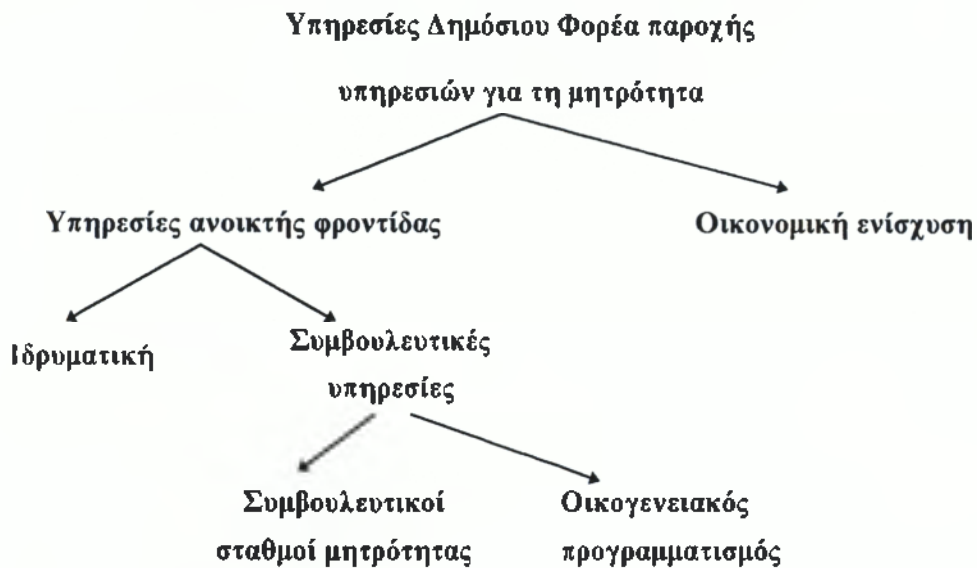 Υπηρεσίες Δημόσιου Φορέα παροχής
υπηρεσιών για τη μητρότητα
Υπηρεσίες ανοικτής φροντίδας
Οικονομική ενίσχυση
Ιδρυματική
Συμβουλευτικές
υπηρεσίες
Συμβουλευτικοί
σταθμοί μητρότητας
Οικογενειακός
προγραμματισμός